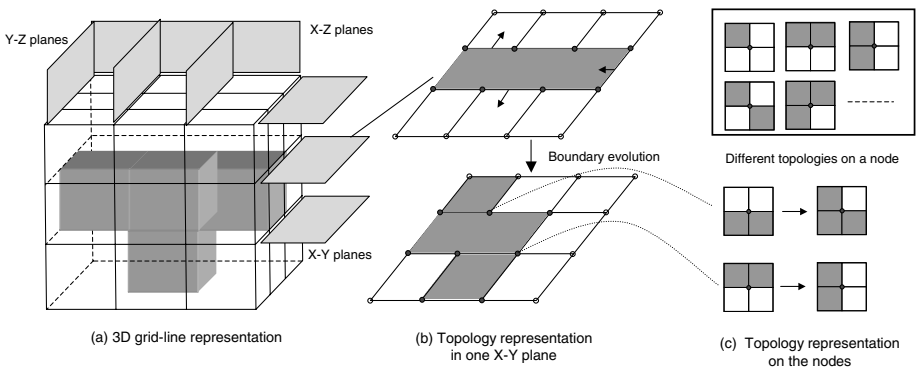 Y-Z planes
X-Z planes
X-Y planes
Boundary evolution
Different topologies on a node
(a) 3D grid-line representation
(b) Topology representation
in one X-Y plane
(c) Topology representation
on the nodes